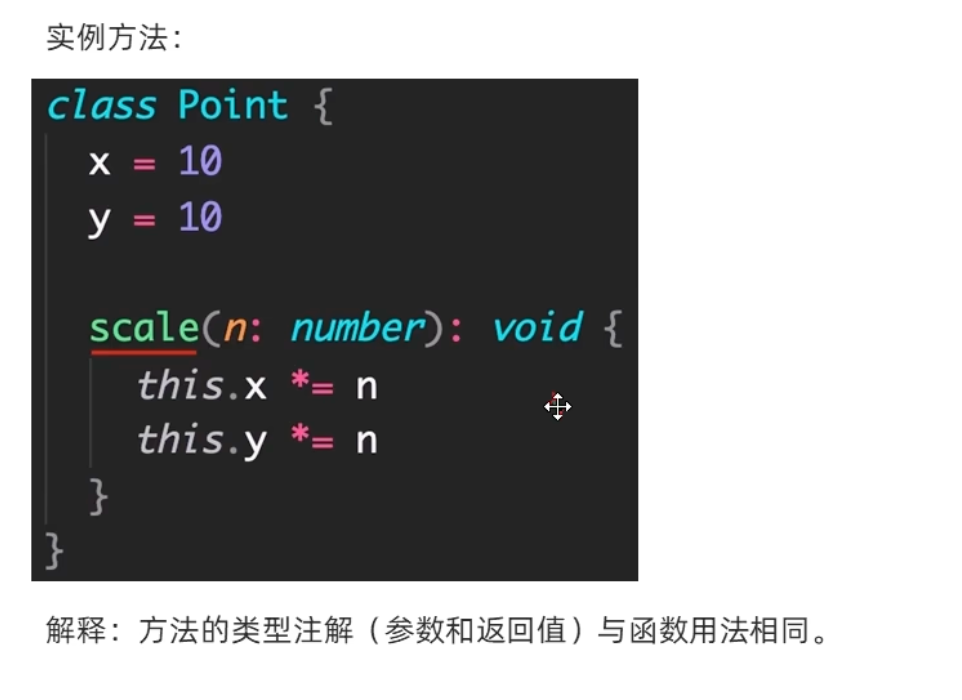 实例方法：
class Point {
x = 10
y = 10
scale(n: number): void {
this.x *= n
this.y *= n
}
}
解释：方法的类型注解（参数和返回值）与函数用法相同。